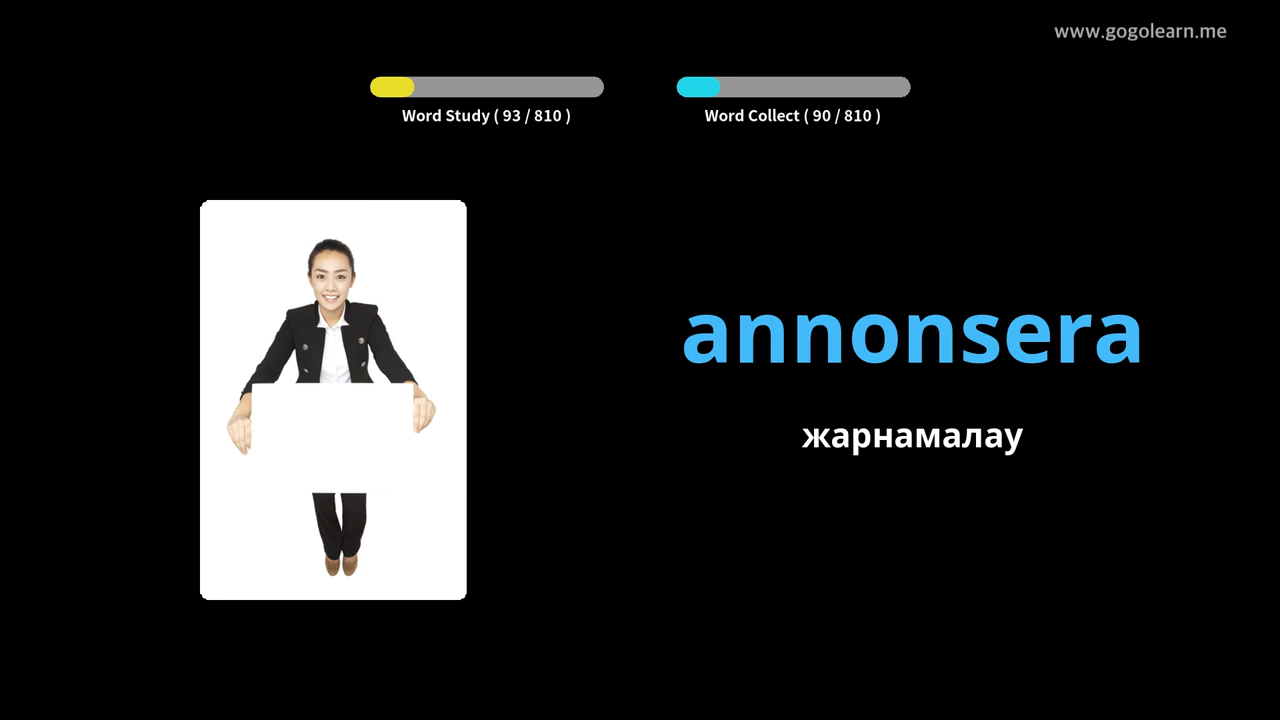 www.gogolearn.me
Word Study ( 93 / 810 )
Word Collect ( 90 / 810 )
annonsera
жарнамалау